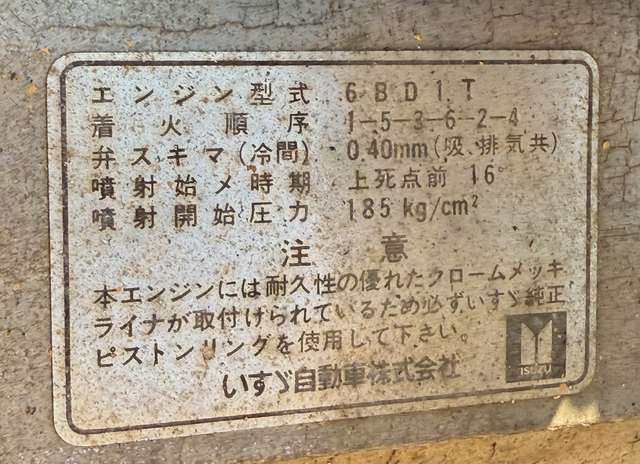 エンジン型式 6BD1T
着火順序 1-5-3-6-2-4
弁スキマ(冷間) 0.40mm(吸、排気共)
噴射始メ時期 上死点前 16°
噴射開始圧力 185 kg/cm²
注意
本エンジンには耐久性の優れたクロームメッキ
ライナが取付けられているため必ずいすゞ純正
ピストンリングを使用して下さい。
いすゞ自動車株式会社
ISUZU